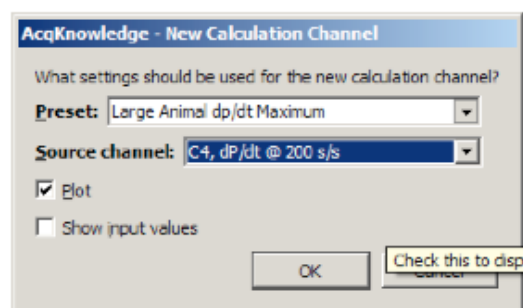 AcqKnowledge - New Calculation Channel
What settings should be used for the new calculation channel?
Preset: Large Animal dp/dt Maximum
Source channel: C4, dP/dt @ 200 s/s
Plot
Show input values
OK
Check this to disp